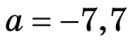 a = −7,7